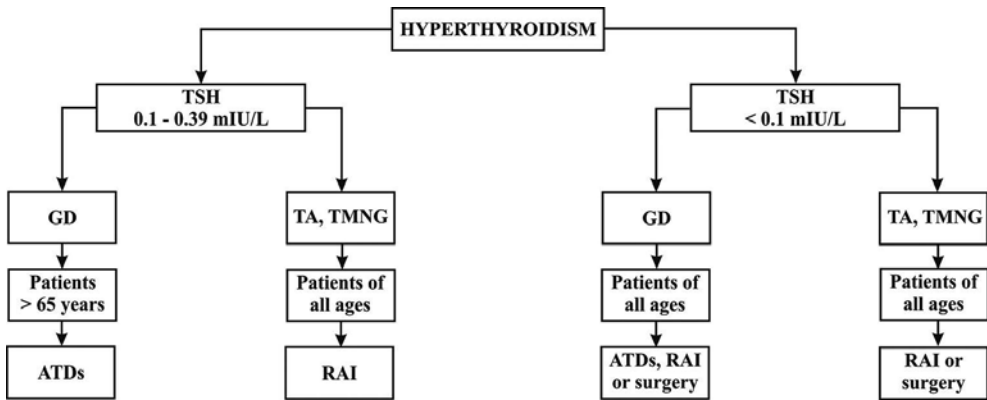 HYPERTHYROIDISM
TSH
0.1 - 0.39 mIU/L
TSH
< 0.1 mIU/L
GD
TA, TMNG
GD
TA, TMNG
Patients
> 65 years
Patients of
all ages
Patients of
all ages
Patients of
all ages
ATDs
RAI
ATDs, RAI
or surgery
RAI or
surgery